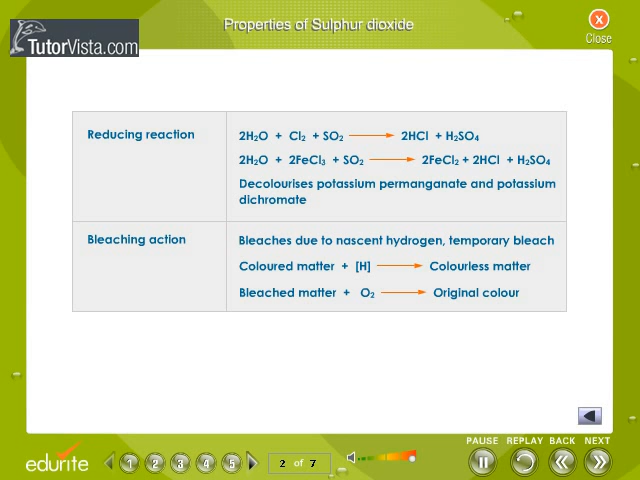 Properties of Sulphur dioxide
X
Close
TutorVista.com
Reducing reaction
2H₂O + Cl₂ + SO₂ ⟶ 2HCl + H₂SO₄
2H₂O + 2FeCl₃ + SO₂ ⟶ 2FeCl₂ + 2HCl + H₂SO₄
Decolourises potassium permanganate and potassium
dichromate
Bleaching action
Bleaches due to nascent hydrogen, temporary bleach
Coloured matter + [H] ⟶ Colourless matter
Bleached matter + O₂ ⟶ Original colour
PAUSE REPLAY BACK NEXT
edurite
1 2 3 4 5
2 of 7